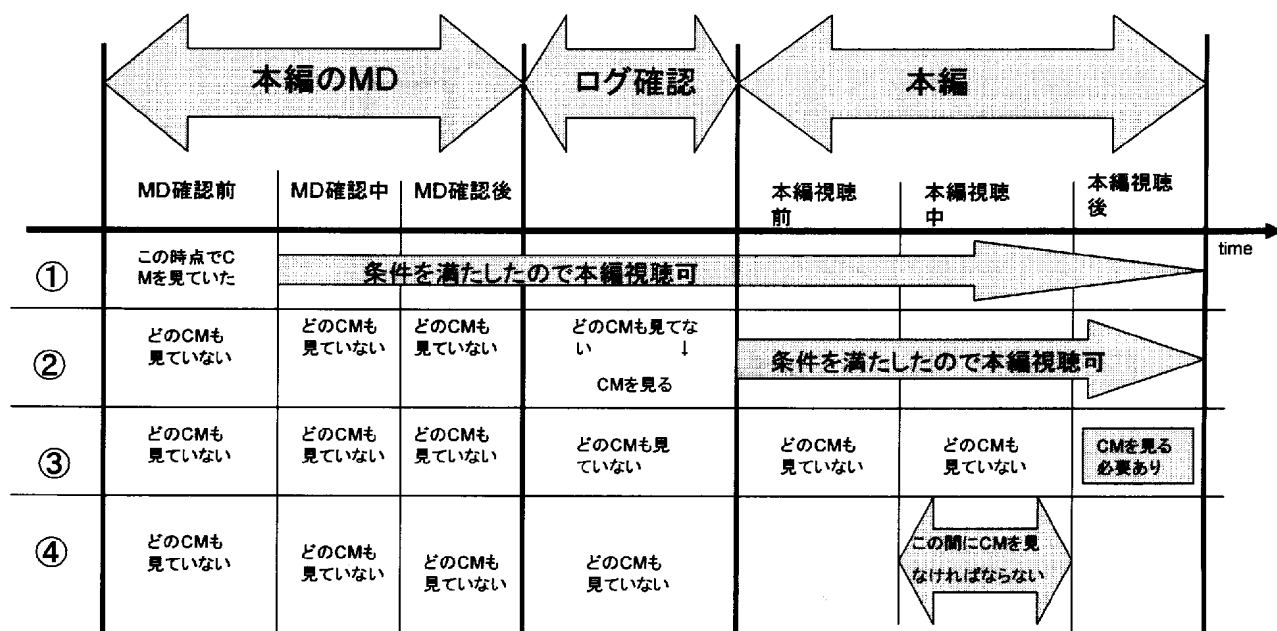 本編のMD
ログ確認
本編
MD確認前
MD確認中
MD確認後
本編視聴
前
本編視聴
中
本編視聴
後
time
①
この時点でC
Mを見ていた
条件を満たしたので本編視聴可
②
どのCMも
見ていない
どのCMも
見ていない
どのCMも
見ていない
どのCMも見てな
い ↓
CMを見る
条件を満たしたので本編視聴可
③
どのCMも
見ていない
どのCMも
見ていない
どのCMも
見ていない
どのCMも見
ていない
どのCMも
見ていない
どのCMも
見ていない
CMを見る
必要あり
④
どのCMも
見ていない
どのCMも
見ていない
どのCMも
見ていない
どのCMも
見ていない
この間にCMを見
なければならない